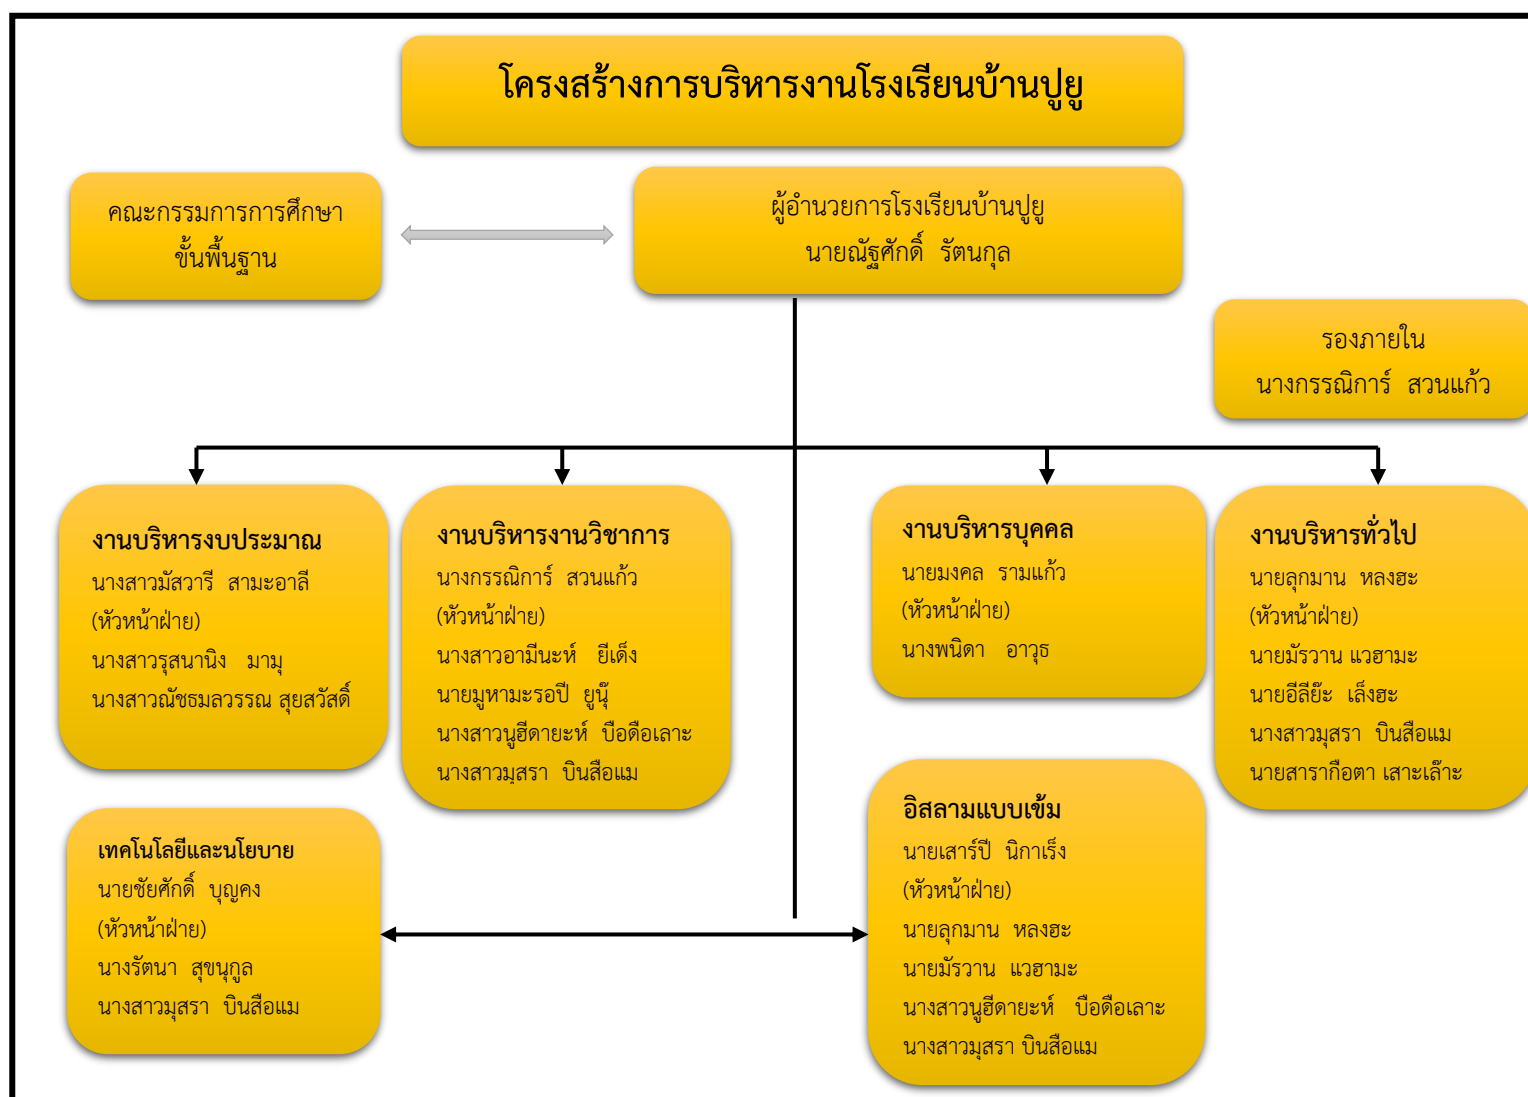 โครงสร้างการบริหารงานโรงเรียนบ้านปูยู
คณะกรรมการการศึกษา
ขั้นพื้นฐาน
ผู้อำนวยการโรงเรียนบ้านปูยู
นายณัฐศักดิ์ รัตนกุล
รองภายใน
นางกรรณิการ์ สวนแก้ว
งานบริหารงบประมาณ
นางสาวมัสวารี สามะอาลี
(หัวหน้าฝ่าย)
นางสาวรุสนานิง มามุ
นางสาวณัชธมลวรรณ สุยสวัสดิ์
งานบริหารงานวิชาการ
นางกรรณิการ์ สวนแก้ว
(หัวหน้าฝ่าย)
นางสาวอามีนะห์ ยีเด็ง
นายมูหามะรอปี ยูนุ๊
นางสาวนูฮีดายะห์ บือดือเลาะ
นางสาวมุสรา บินสือแม
งานบริหารบุคคล
นายมงคล รามแก้ว
(หัวหน้าฝ่าย)
นางพนิดา อาวุธ
งานบริหารทั่วไป
นายลุกมาน หลงฮะ
(หัวหน้าฝ่าย)
นายมัรวาน แวฮามะ
นายอีลีย๊ะ เล็งฮะ
นางสาวมุสรา บินสือแม
นายสารากือตา เสาะเล๊าะ
เทคโนโลยีและนโยบาย
นายชัยศักดิ์ บุญคง
(หัวหน้าฝ่าย)
นางรัตนา สุขนุกูล
นางสาวมุสรา บินสือแม
อิสลามแบบเข้ม
นายเสาร์ปี นิกาเร็ง
(หัวหน้าฝ่าย)
นายลุกมาน หลงฮะ
นายมัรวาน แวฮามะ
นางสาวนูฮีดายะห์ บือดือเลาะ
นางสาวมุสรา บินสือแม